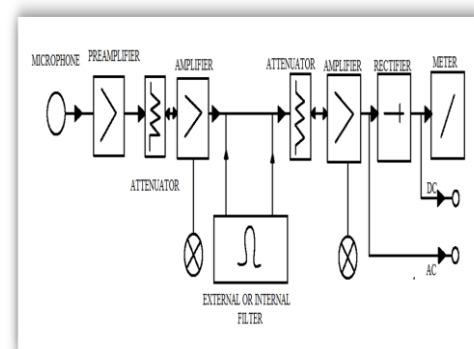 MICROPHONE
PREAMPLIFIER
ATTENUATOR
AMPLIFIER
ATTENUATOR
AMPLIFIER
RECTIFIER
METER
DC
AC
EXTERNAL OR INTERNAL
FILTER